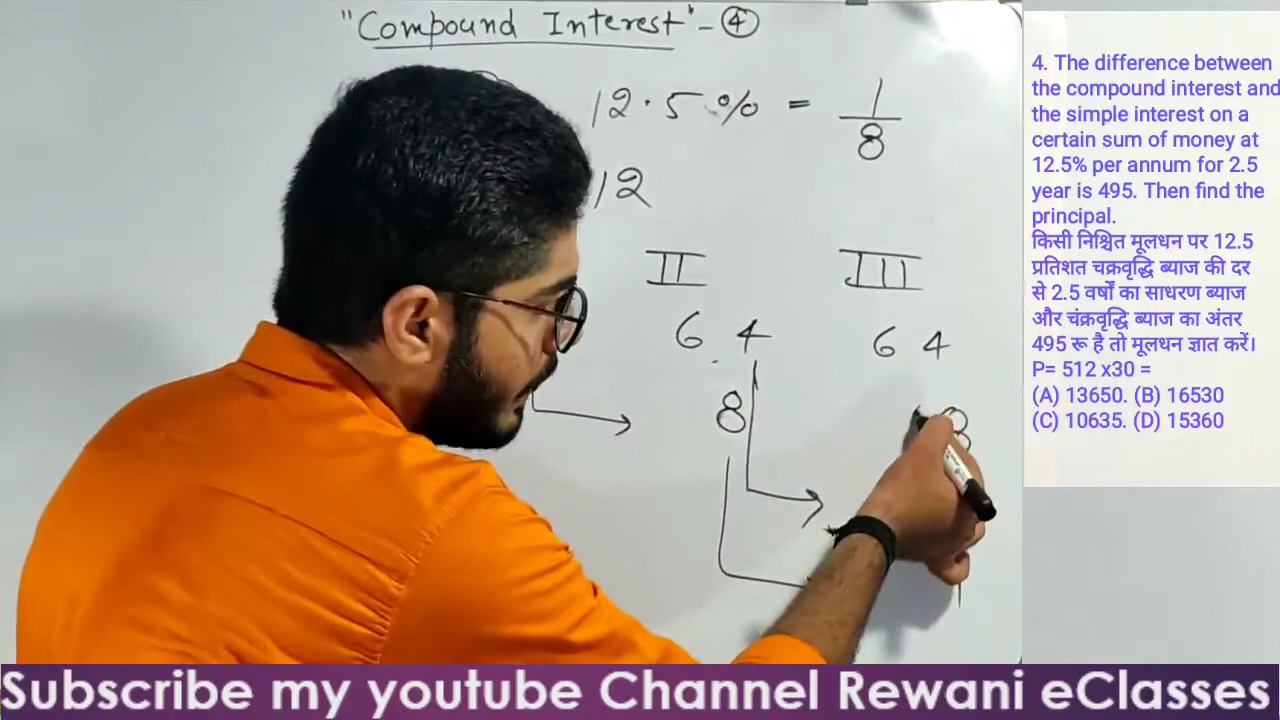 "Compound Interest" - 4
12.5% = 1/8
12
II III
6 4 6 4
8 8
1
4. The difference between
the compound interest and
the simple interest on a
certain sum of money at
12.5% per annum for 2.5
year is 495. Then find the
principal.
किसी निश्चित मूलधन पर 12.5
प्रतिशत चक्रवृद्धि ब्याज की दर
से 2.5 वर्षों का साधरण ब्याज
और चंक्रवृद्धि ब्याज का अंतर
495 रू है तो मूलधन ज्ञात करें।
P= 512 x30 =
(A) 13650. (B) 16530
(C) 10635. (D) 15360
Subscribe my youtube Channel Rewani eClasses